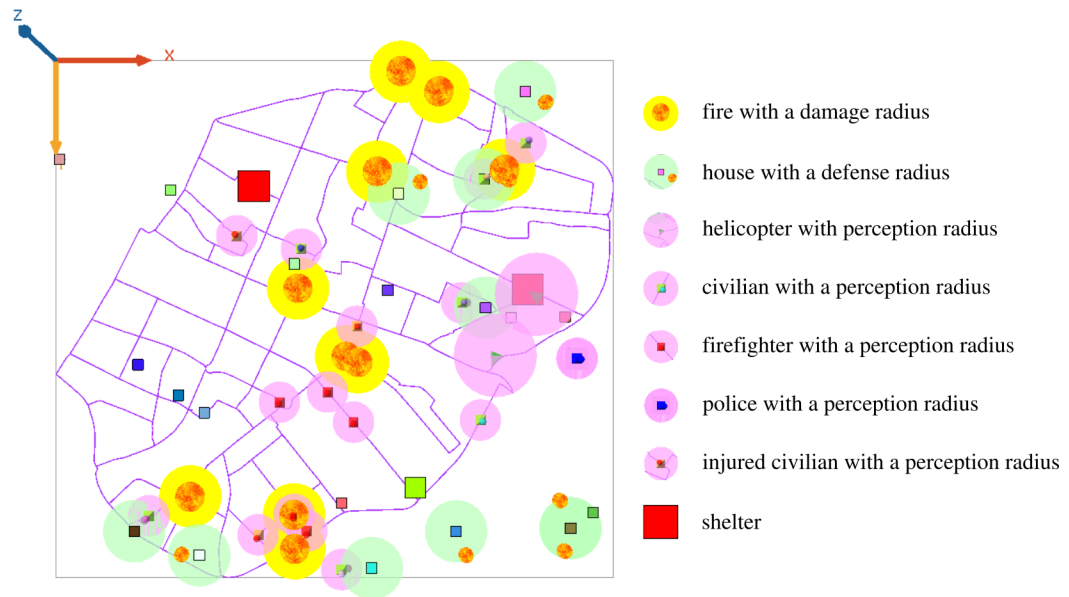 Z
X
fire with a damage radius
house with a defense radius
helicopter with perception radius
civilian with a perception radius
firefighter with a perception radius
police with a perception radius
injured civilian with a perception radius
shelter